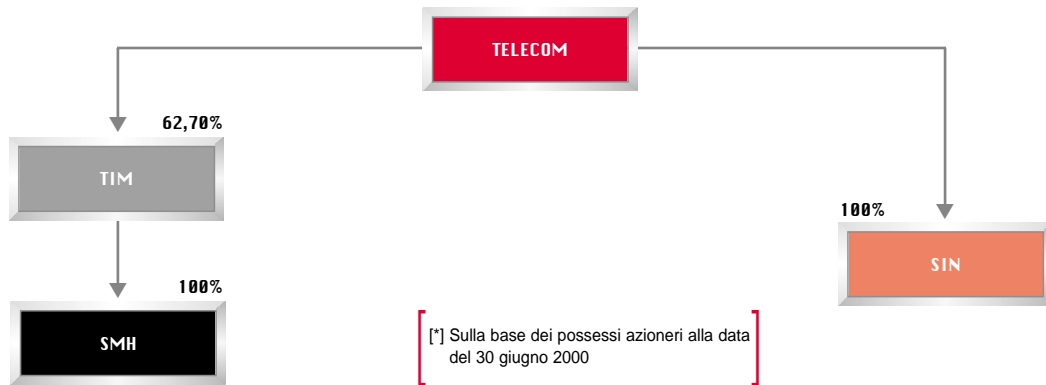 TELECOM
62,70%
TIM
100%
SIN
100%
SMH
[*] Sulla base dei possessi azioneri alla data
del 30 giugno 2000